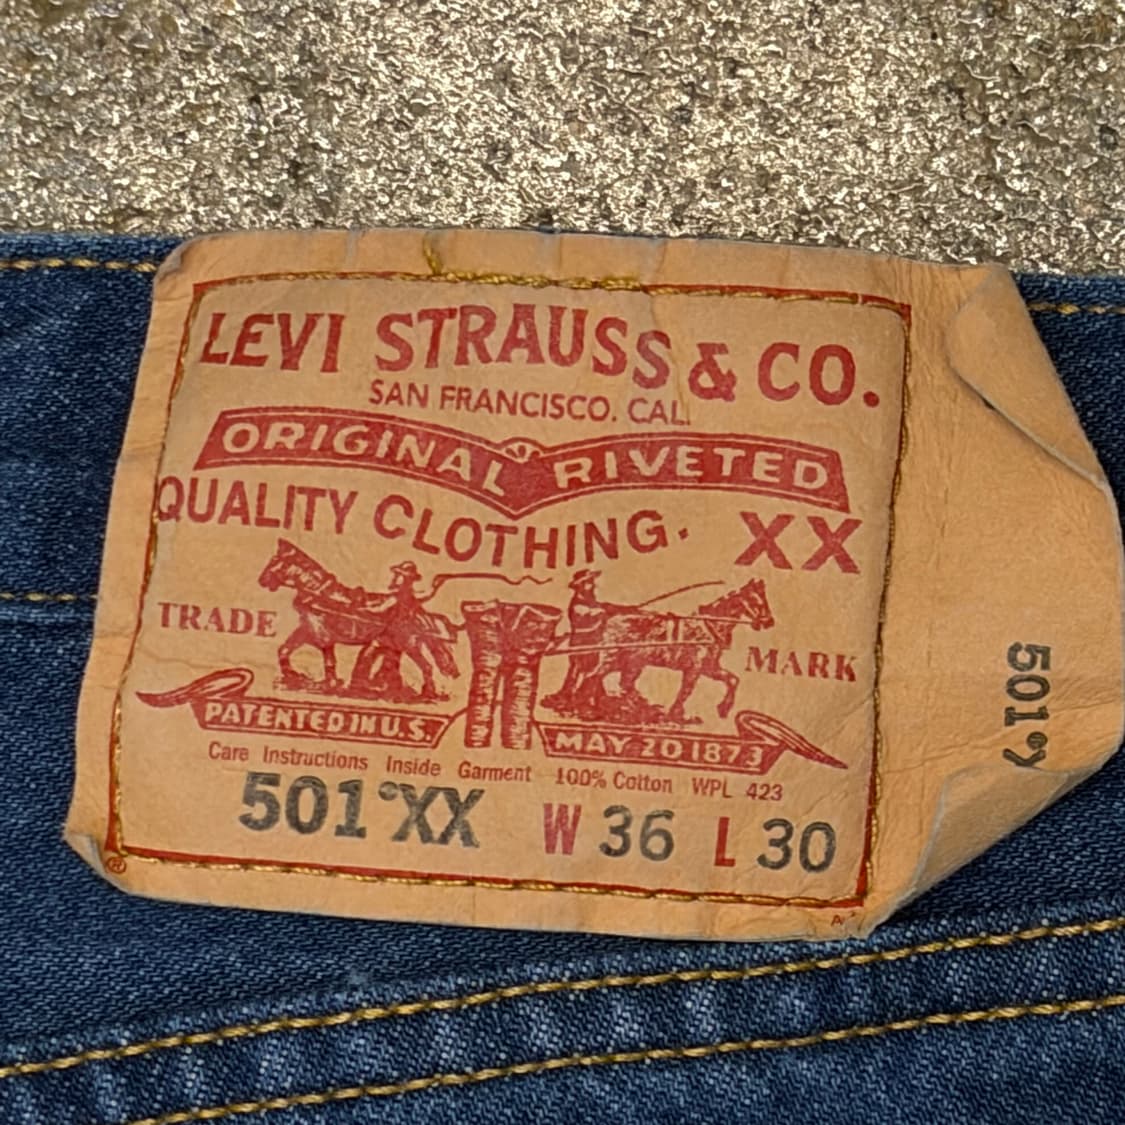 LEVI STRAUSS & CO.
SAN FRANCISCO. CAL.
ORIGINAL RIVETED
QUALITY CLOTHING. XX
TRADE MARK
PATENTED IN U.S. MAY 20 1873
Care Instructions Inside Garment 100% Cotton WPL 423
501°XX W 36 L 30
®
501